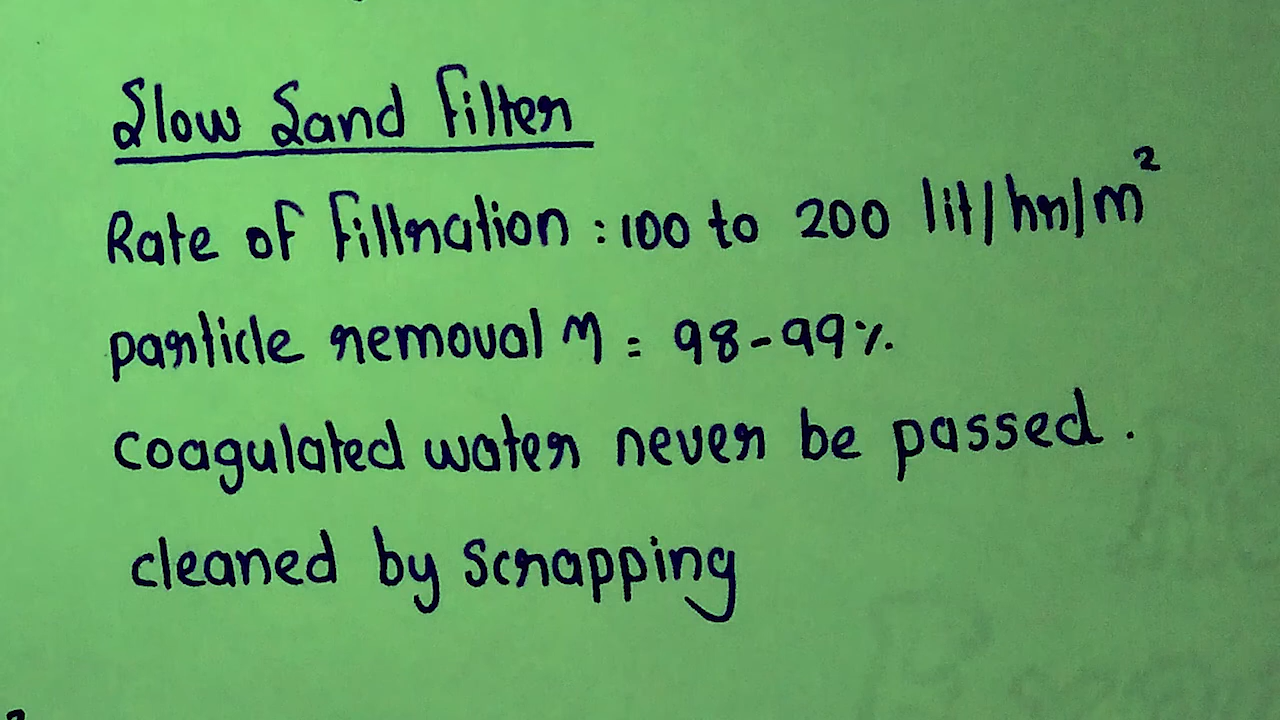 Slow Sand Filter
Rate of Filtration : 100 to 200 lit/hr/m²
particle removal η = 98-99%
coagulated water never be passed.
cleaned by scrapping